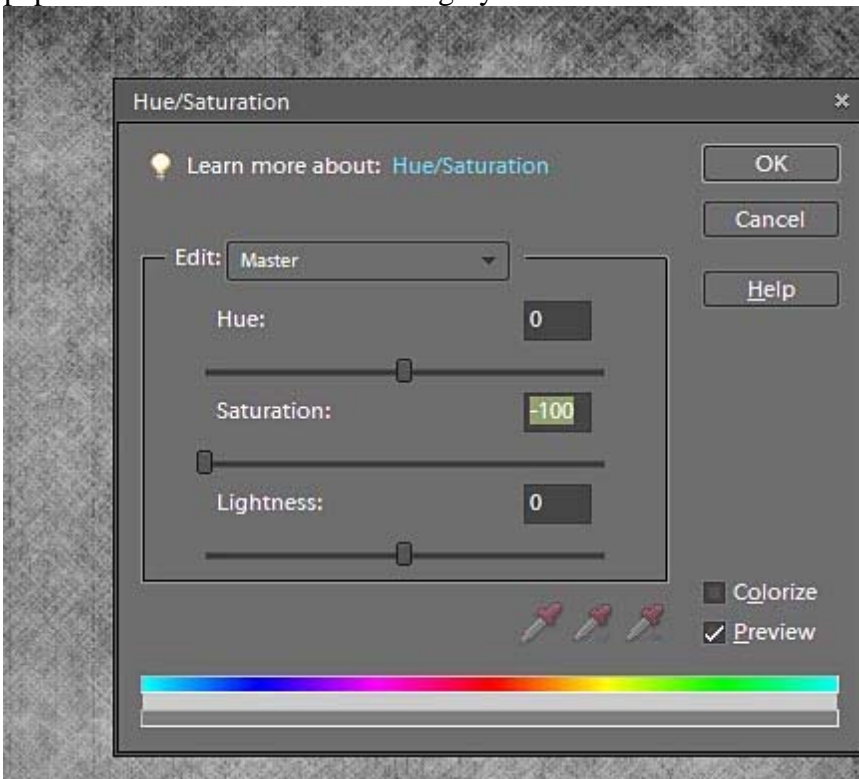 Hue/Saturation
Learn more about: Hue/Saturation
OK
Cancel
Help
Edit: Master
Hue: 0
Saturation: -100
Lightness: 0
Colorize
Preview